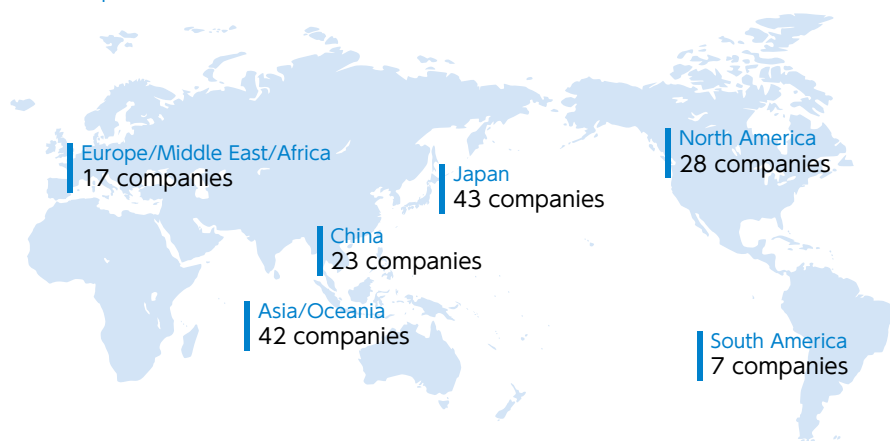 Europe/Middle East/Africa
17 companies
Japan
43 companies
North America
28 companies
China
23 companies
Asia/Oceania
42 companies
South America
7 companies